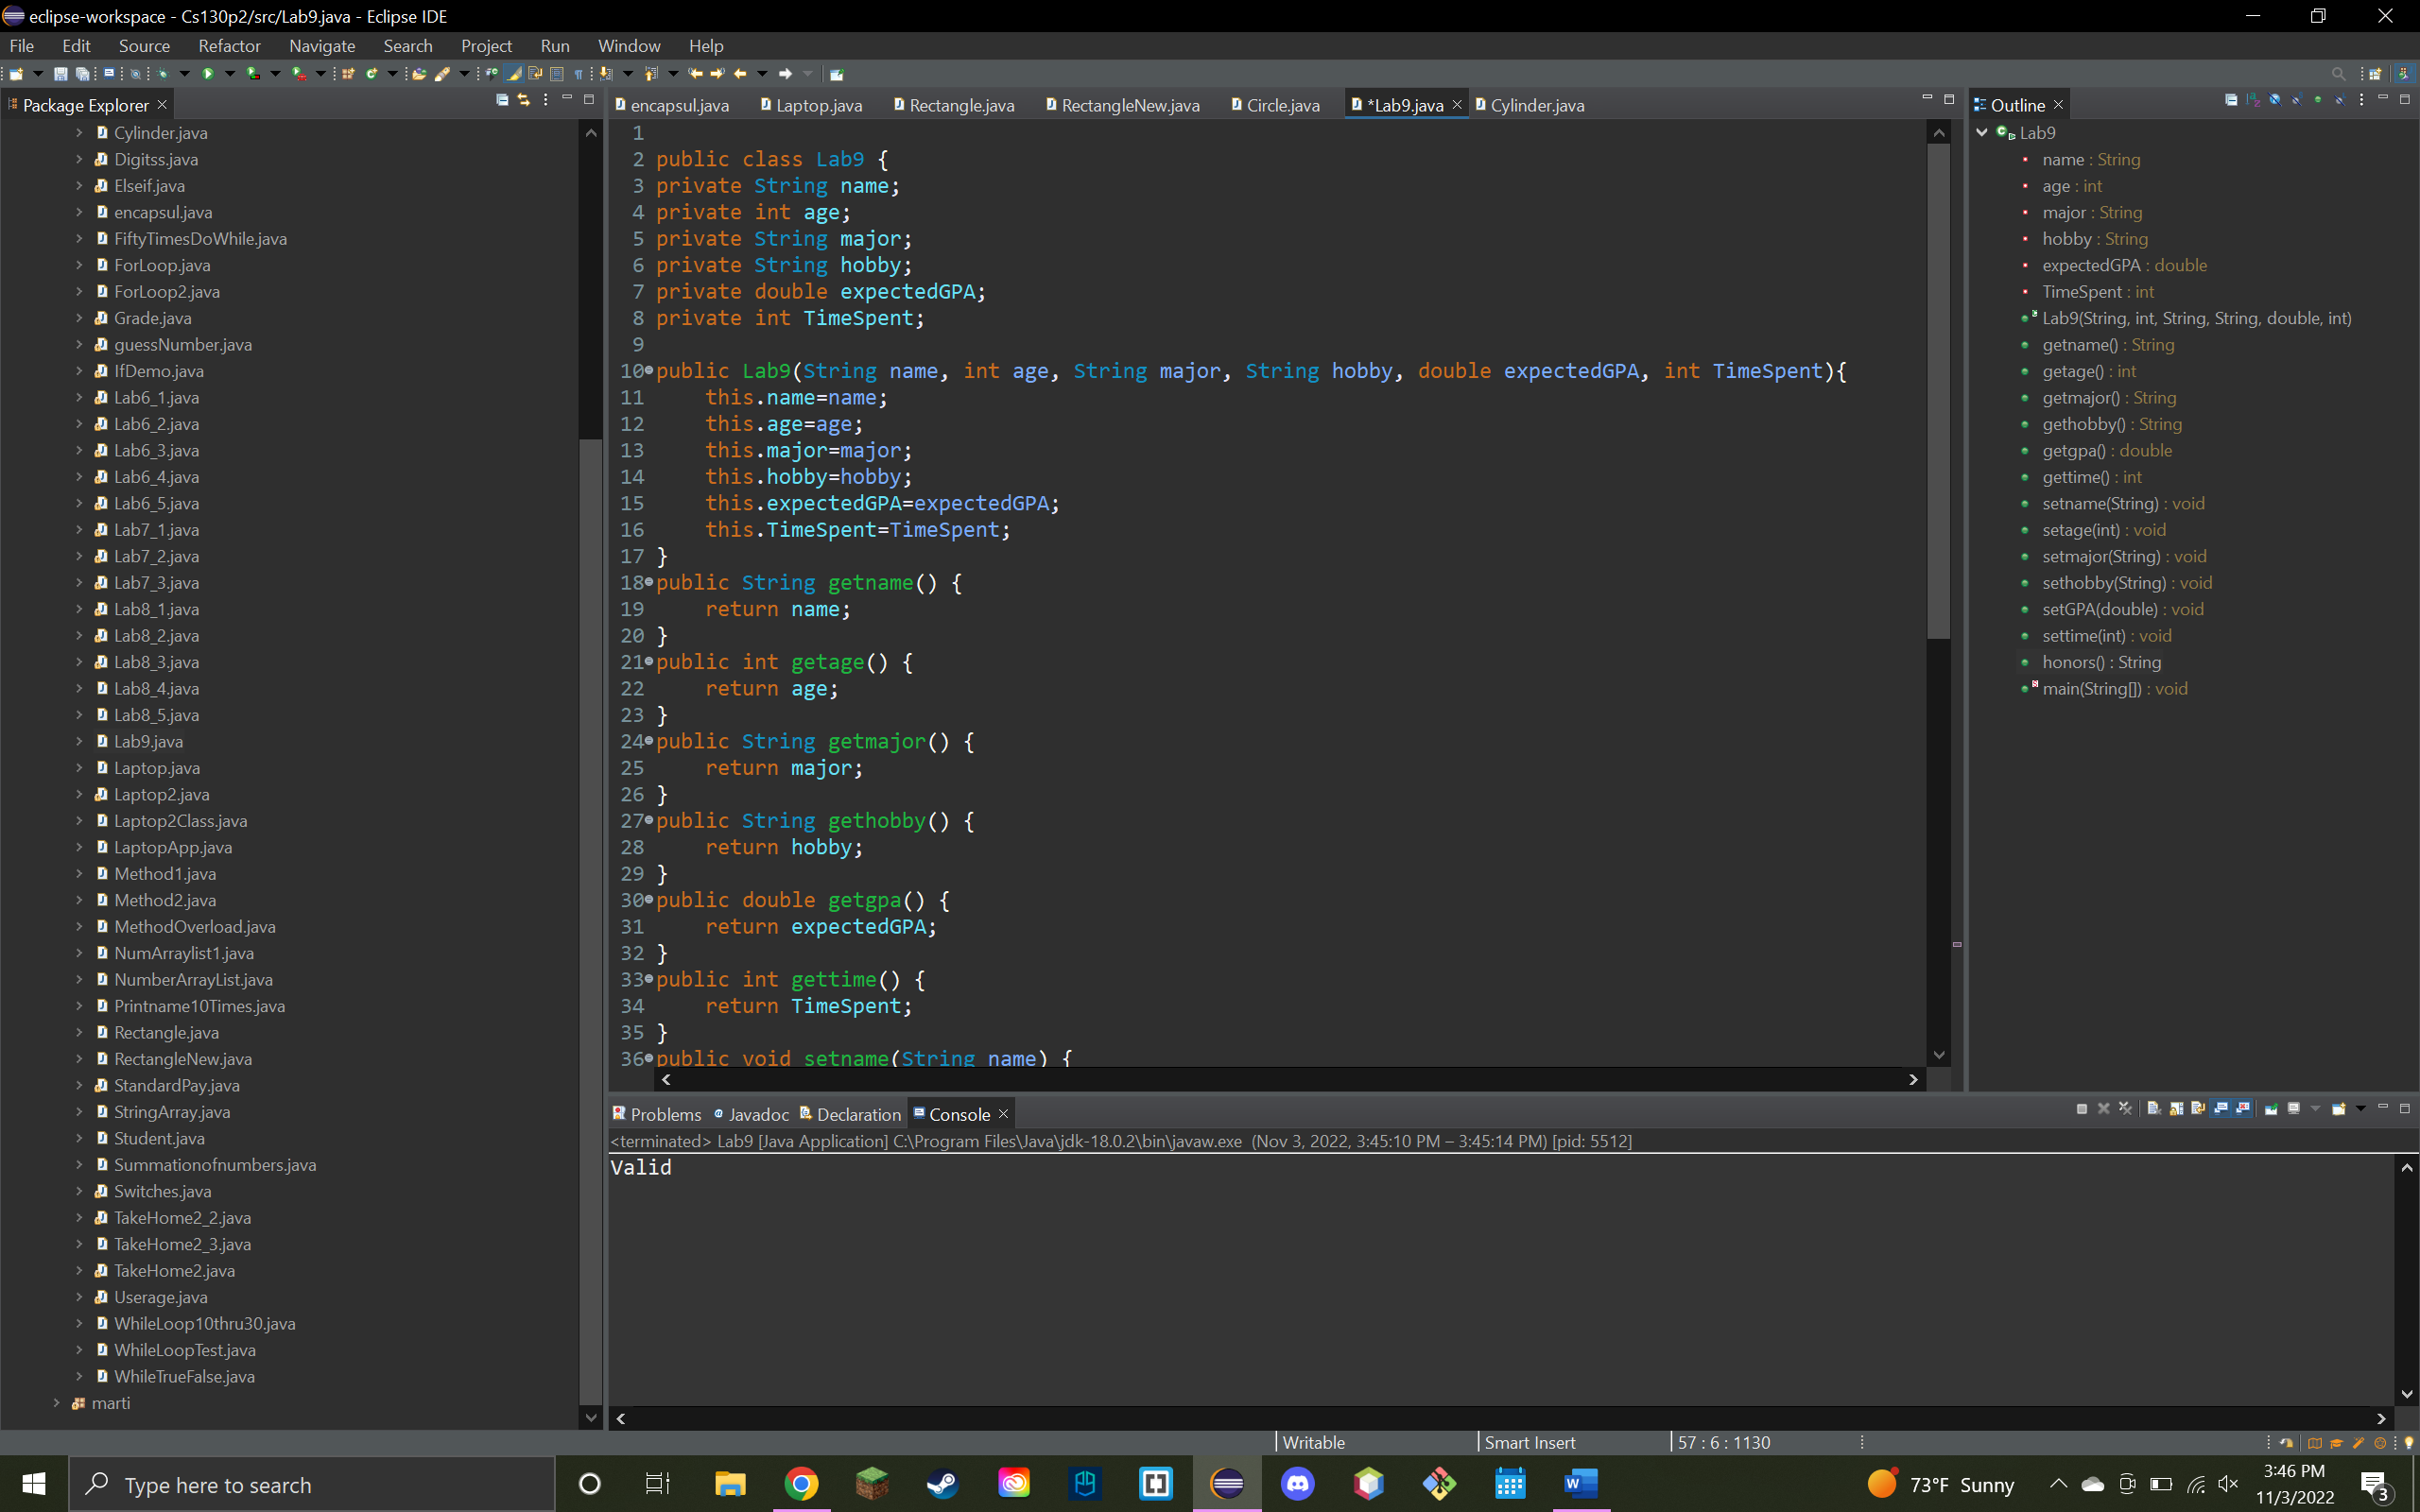 eclipse-workspace - Cs130p2/src/Lab9.java - Eclipse IDE
File Edit Source Refactor Navigate Search Project Run Window Help
Package Explorer
Cylinder.java
Digitss.java
Elseif.java
encapsul.java
FiftyTimesDoWhile.java
ForLoop.java
ForLoop2.java
Grade.java
guessNumber.java
IfDemo.java
Lab6_1.java
Lab6_2.java
Lab6_3.java
Lab6_4.java
Lab6_5.java
Lab7_1.java
Lab7_2.java
Lab7_3.java
Lab8_1.java
Lab8_2.java
Lab8_3.java
Lab8_4.java
Lab8_5.java
Lab9.java
Laptop.java
Laptop2.java
Laptop2Class.java
LaptopApp.java
Method1.java
Method2.java
MethodOverload.java
NumArraylist1.java
NumberArrayList.java
Printname10Times.java
Rectangle.java
RectangleNew.java
StandardPay.java
StringArray.java
Student.java
Summationofnumbers.java
Switches.java
TakeHome2_2.java
TakeHome2_3.java
TakeHome2.java
Userage.java
WhileLoop10thru30.java
WhileLoopTest.java
WhileTrueFalse.java
marti
encapsul.java Laptop.java Rectangle.java RectangleNew.java Circle.java *Lab9.java Cylinder.java
1
2 public class Lab9 {
3 private String name;
4 private int age;
5 private String major;
6 private String hobby;
7 private double expectedGPA;
8 private int TimeSpent;
9
10 public Lab9(String name, int age, String major, String hobby, double expectedGPA, int TimeSpent){
11     this.name=name;
12     this.age=age;
13     this.major=major;
14     this.hobby=hobby;
15     this.expectedGPA=expectedGPA;
16     this.TimeSpent=TimeSpent;
17 }
18 public String getname() {
19     return name;
20 }
21 public int getage() {
22     return age;
23 }
24 public String getmajor() {
25     return major;
26 }
27 public String gethobby() {
28     return hobby;
29 }
30 public double getgpa() {
31     return expectedGPA;
32 }
33 public int gettime() {
34     return TimeSpent;
35 }
36 public void setname(String name) {
Outline
Lab9
name : String
age : int
major : String
hobby : String
expectedGPA : double
TimeSpent : int
Lab9(String, int, String, String, double, int)
getname() : String
getage() : int
getmajor() : String
gethobby() : String
getgpa() : double
gettime() : int
setname(String) : void
setage(int) : void
setmajor(String) : void
sethobby(String) : void
setGPA(double) : void
settime(int) : void
honors() : String
main(String[]) : void
Problems Javadoc Declaration Console
<terminated> Lab9 [Java Application] C:\Program Files\Java\jdk-18.0.2\bin\javaw.exe (Nov 3, 2022, 3:45:10 PM – 3:45:14 PM) [pid: 5512]
Valid
Writable Smart Insert 57 : 6 : 1130
Type here to search
73°F Sunny
3:46 PM
11/3/2022
3